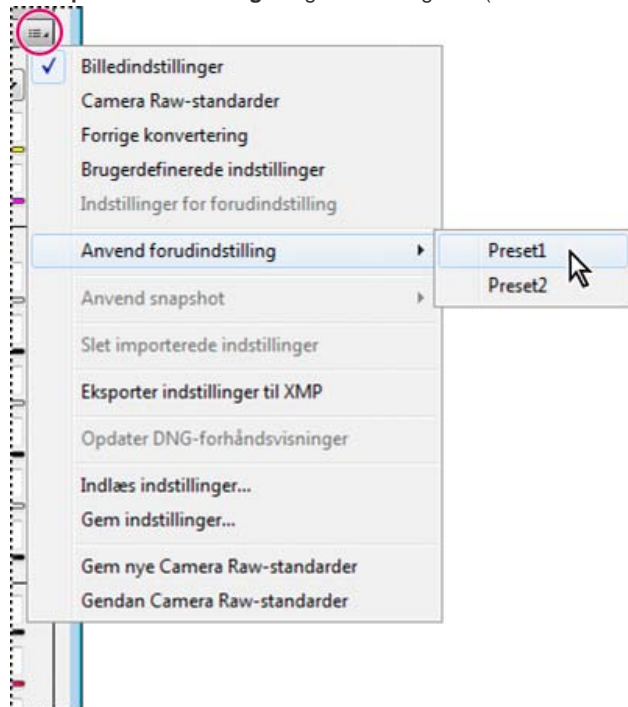 Billedindstillinger
Camera Raw-standarder
Forrige konvertering
Brugerdefinerede indstillinger
Indstillinger for forudindstilling
Anvend forudindstilling
Preset1
Preset2
Anvend snapshot
Slet importerede indstillinger
Eksporter indstillinger til XMP
Opdater DNG-forhåndsvisninger
Indlæs indstillinger...
Gem indstillinger...
Gem nye Camera Raw-standarder
Gendan Camera Raw-standarder